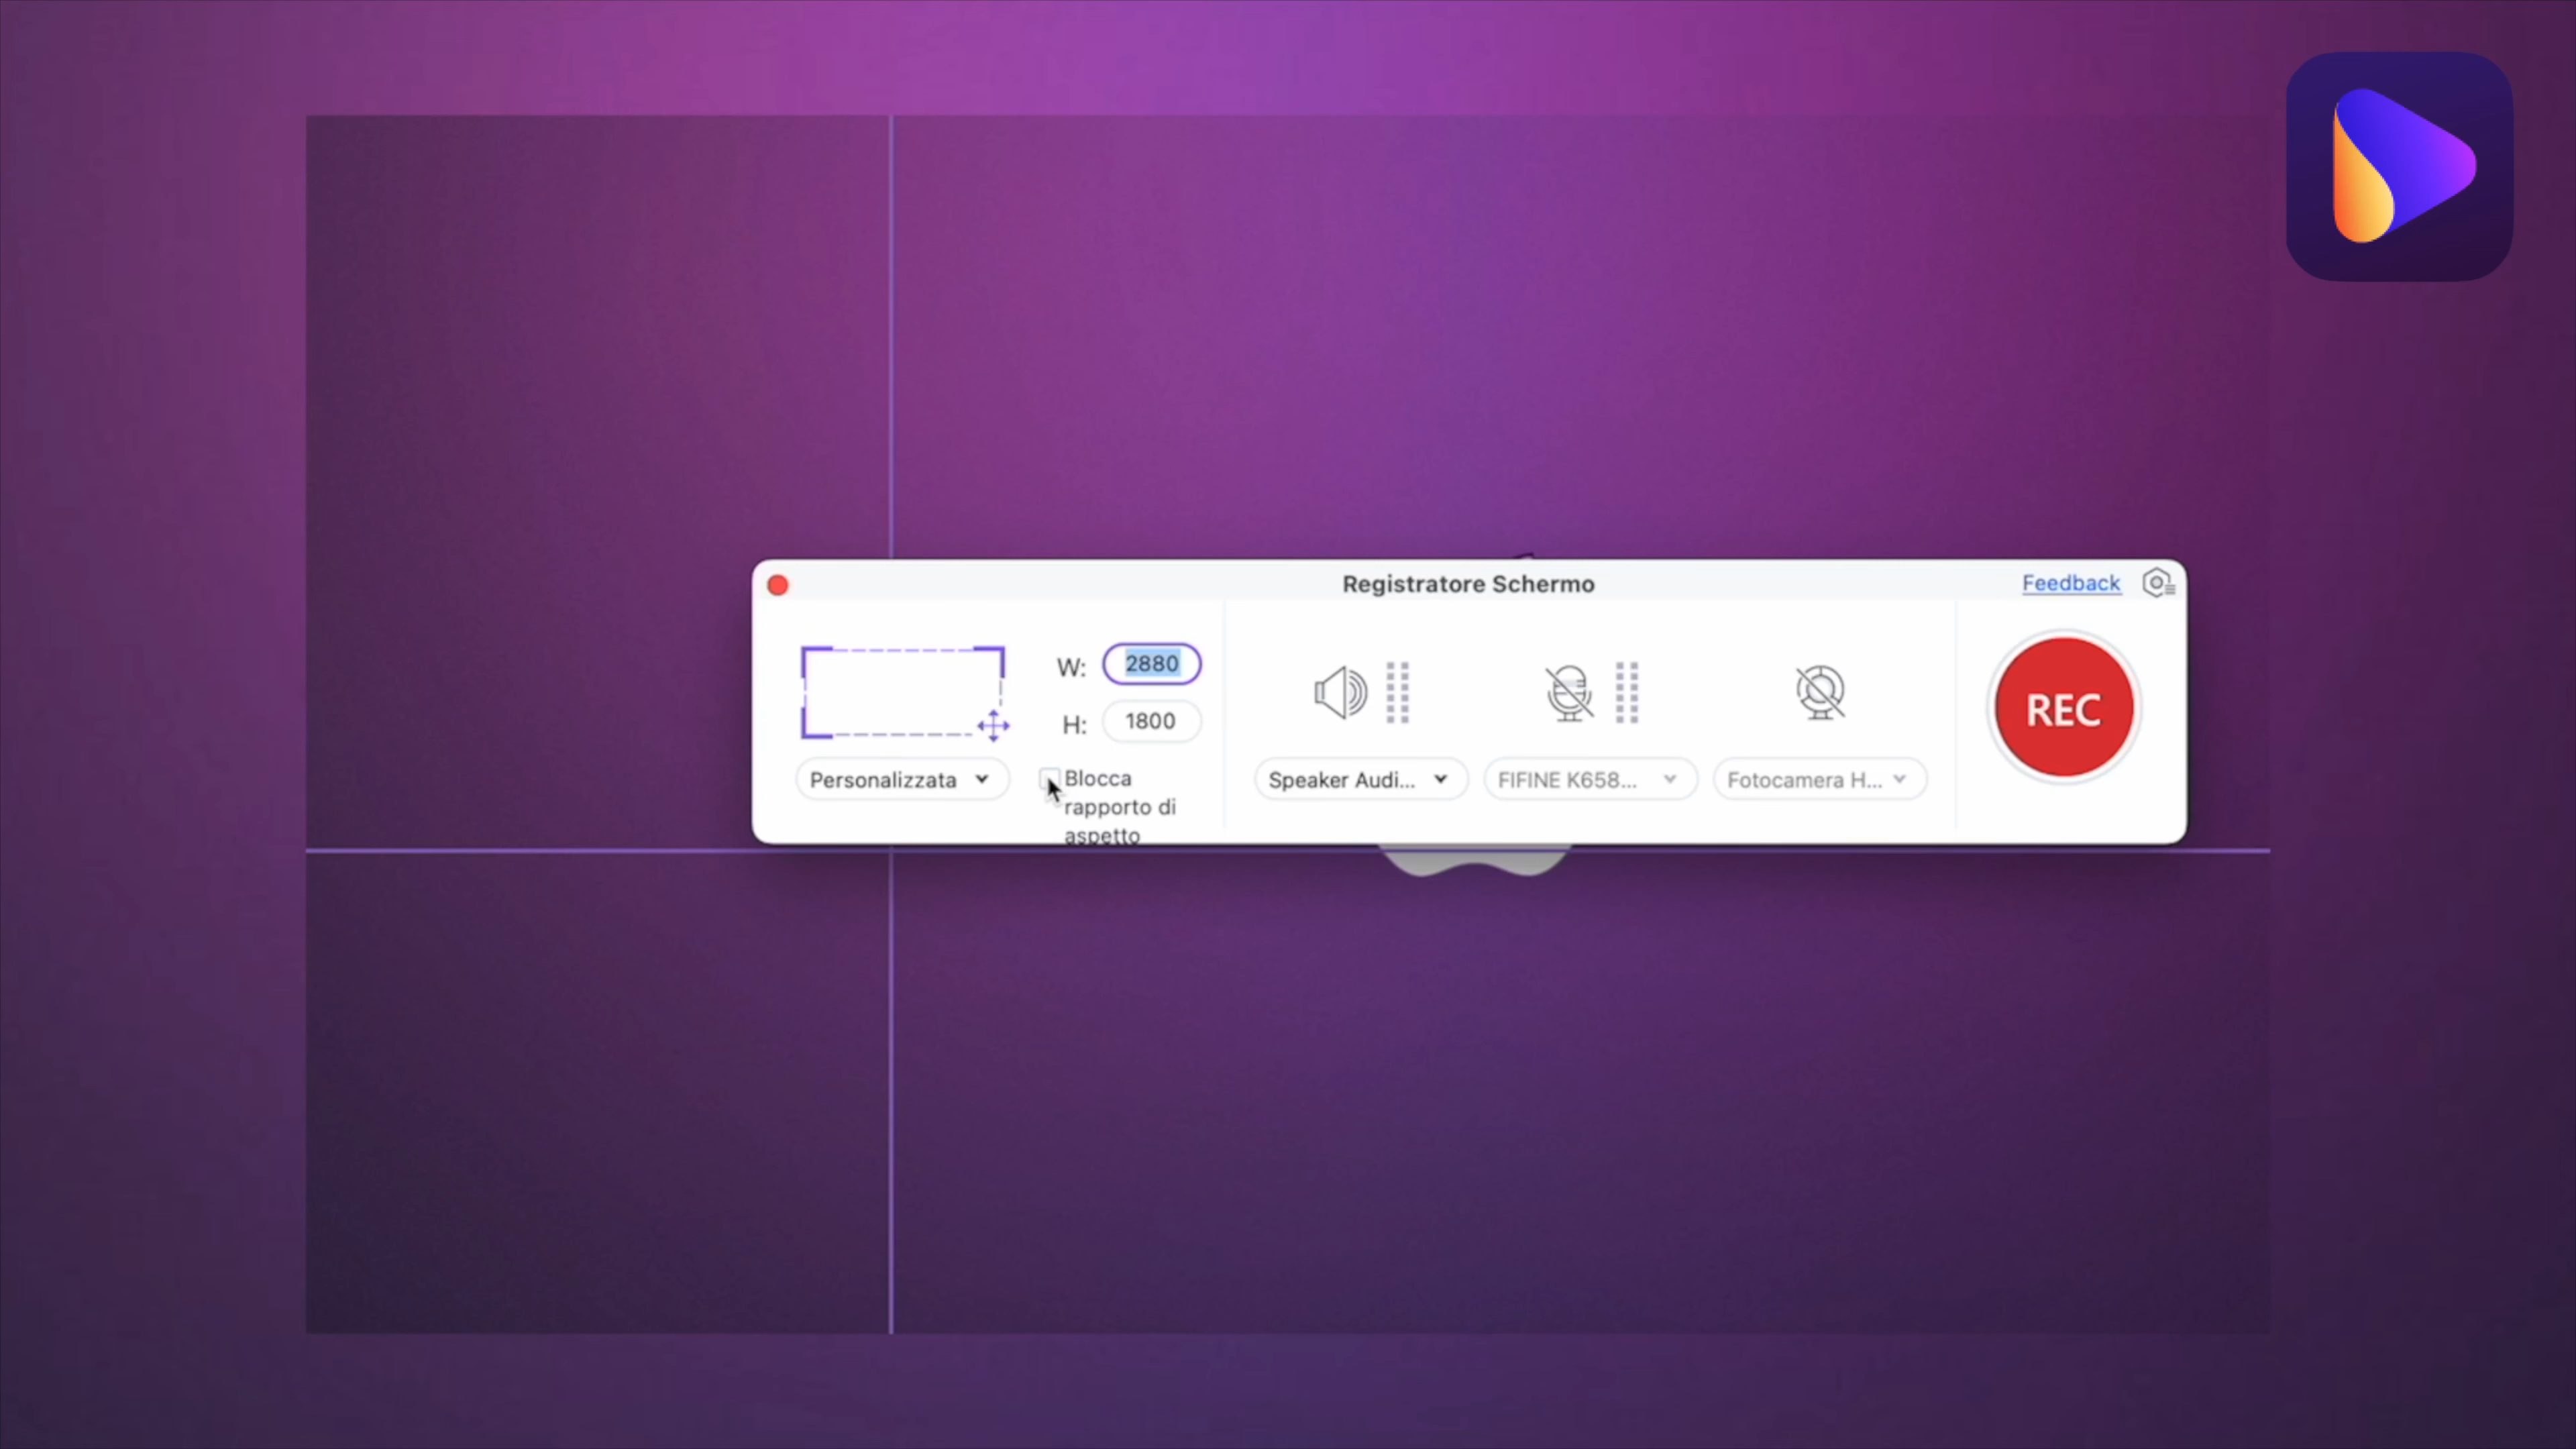 Registratore Schermo
Feedback
W: 2880
H: 1800
Personalizzata
Blocca
rapporto di
aspetto
Speaker Audi...
FIFINE K658...
Fotocamera H...
REC